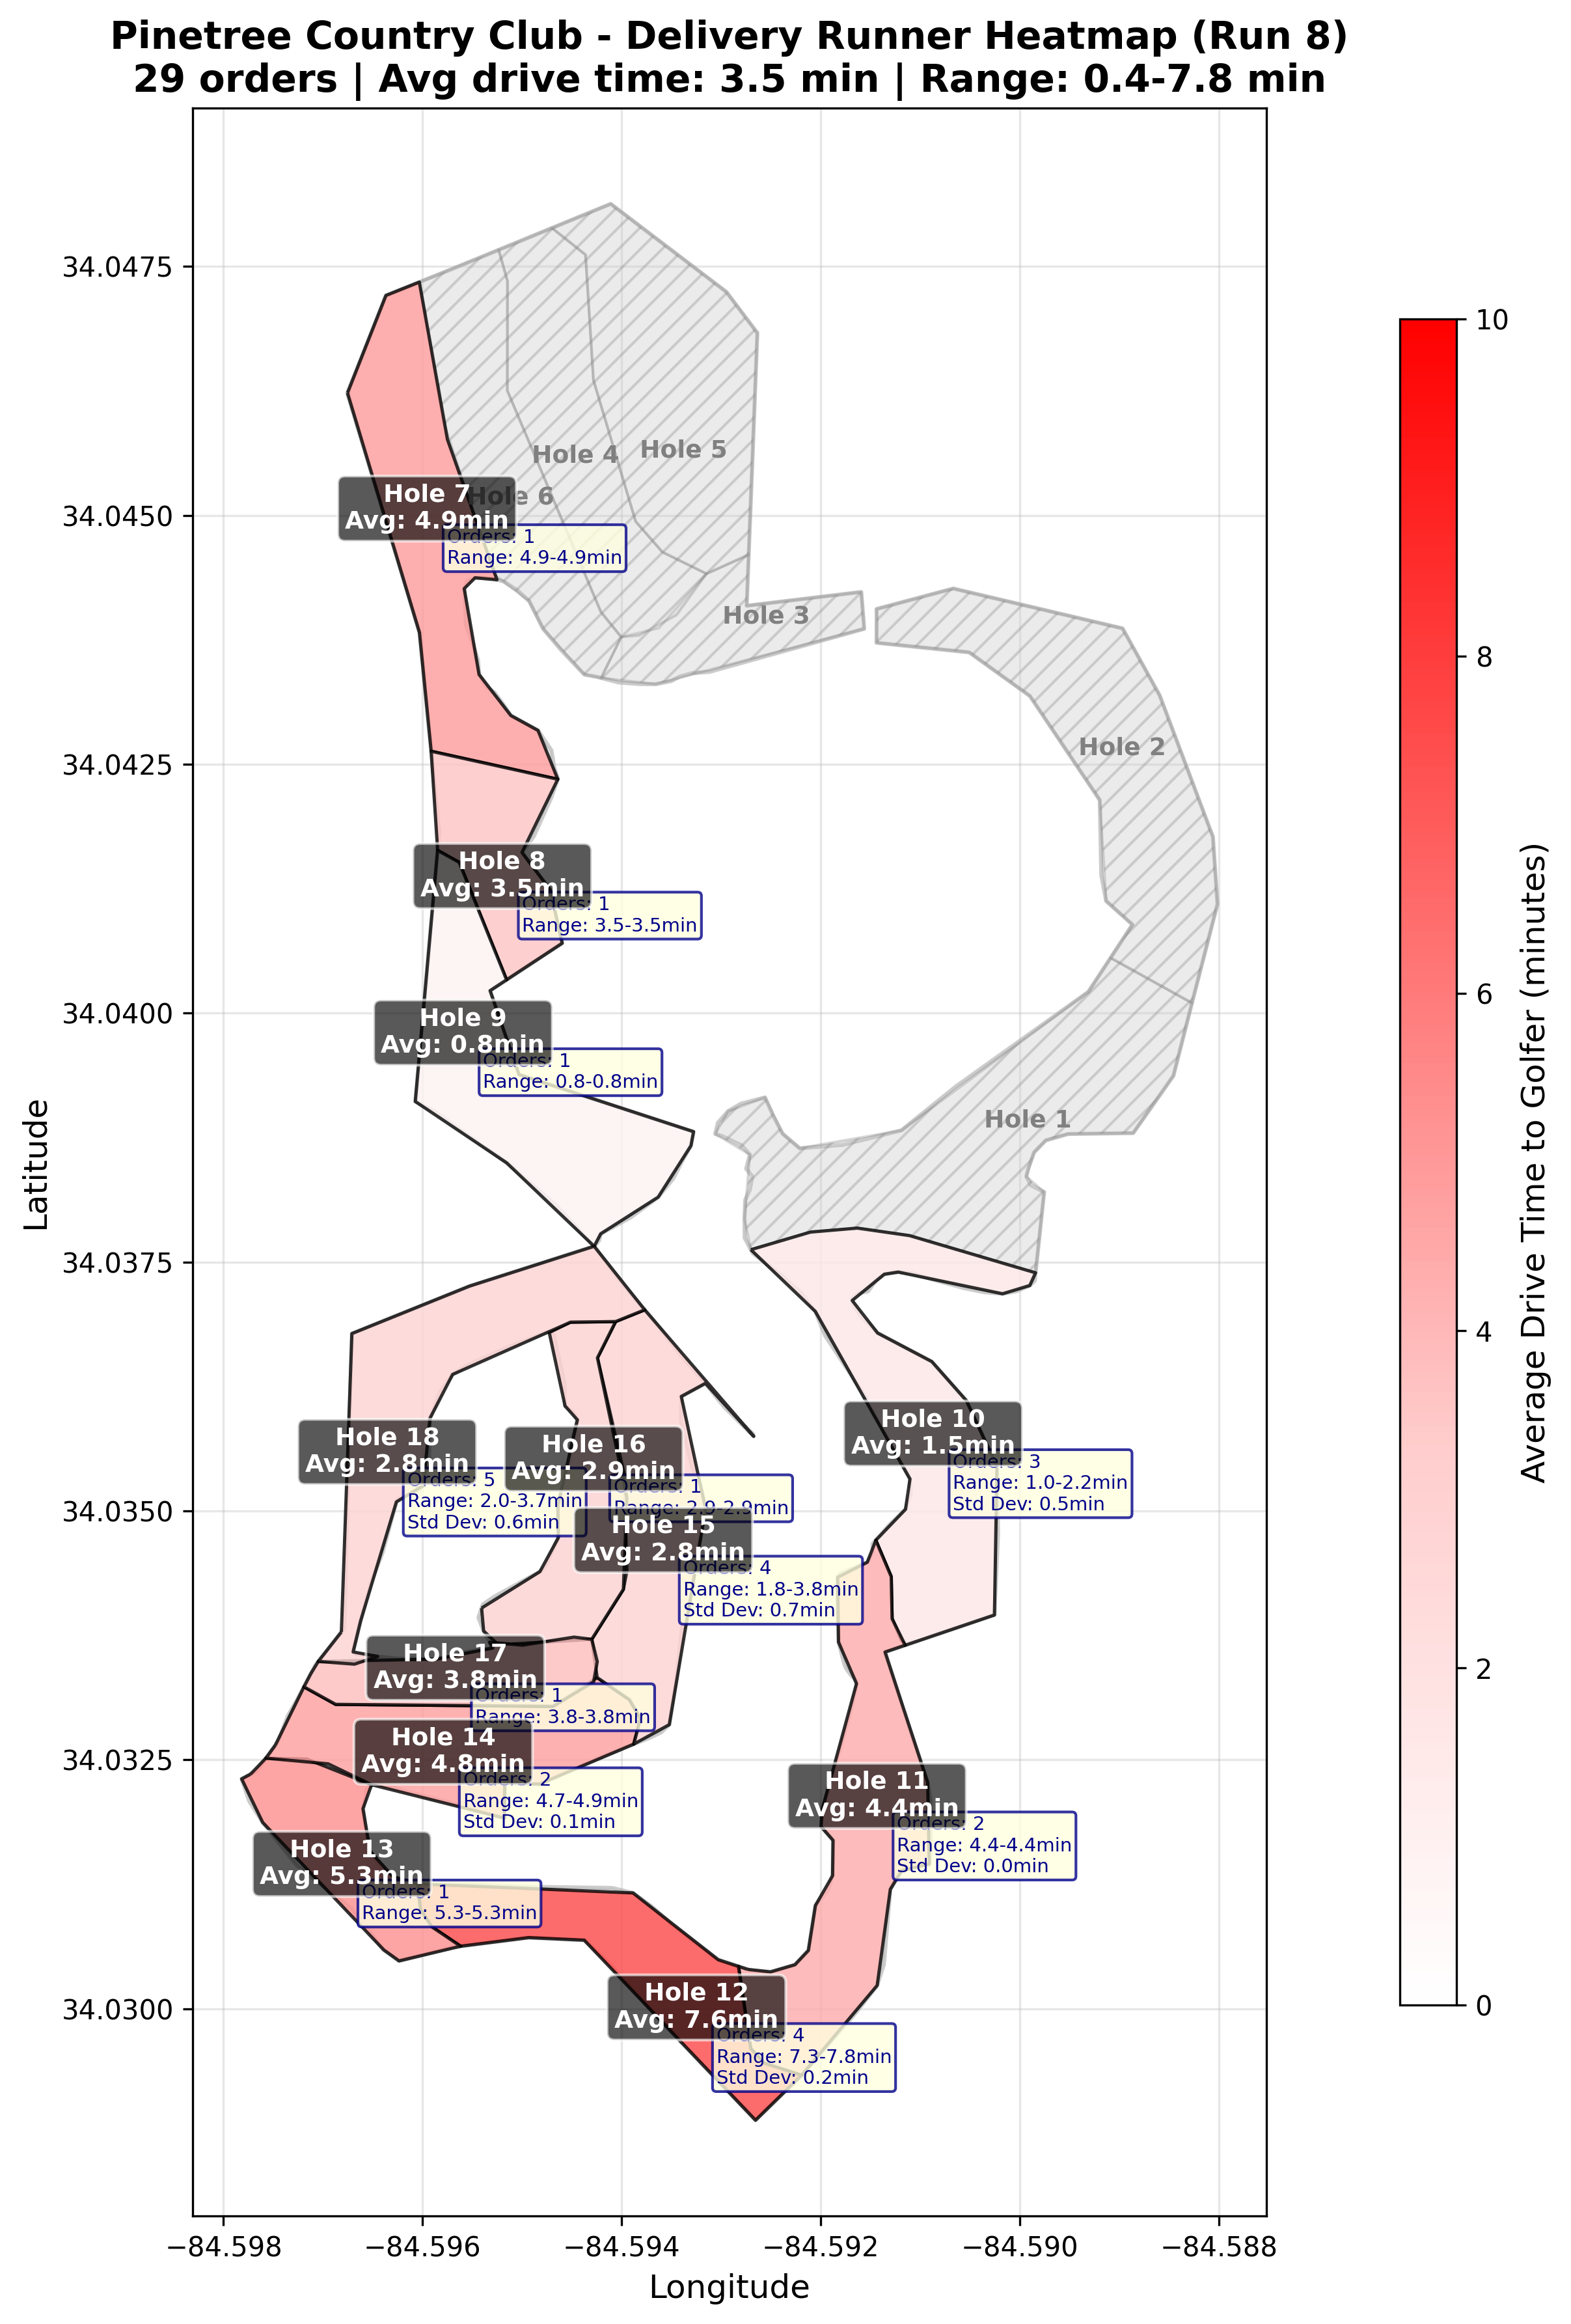 Pinetree Country Club - Delivery Runner Heatmap (Run 8)
29 orders | Avg drive time: 3.5 min | Range: 0.4-7.8 min
34.0475
34.0450
34.0425
34.0400
34.0375
34.0350
34.0325
34.0300
Latitude
−84.598
−84.596
−84.594
−84.592
−84.590
−84.588
Longitude
Hole 4
Hole 5
Hole 6
Hole 3
Hole 2
Hole 1
Hole 7
Avg: 4.9min
Orders: 1
Range: 4.9-4.9min
Hole 8
Avg: 3.5min
Orders: 1
Range: 3.5-3.5min
Hole 9
Avg: 0.8min
Orders: 1
Range: 0.8-0.8min
Hole 10
Avg: 1.5min
Orders: 3
Range: 1.0-2.2min
Std Dev: 0.5min
Hole 18
Avg: 2.8min
Orders: 5
Range: 2.0-3.7min
Std Dev: 0.6min
Hole 16
Avg: 2.9min
Orders: 1
Range: 2.9-2.9min
Hole 15
Avg: 2.8min
Orders: 4
Range: 1.8-3.8min
Std Dev: 0.7min
Hole 17
Avg: 3.8min
Orders: 1
Range: 3.8-3.8min
Hole 14
Avg: 4.8min
Orders: 2
Range: 4.7-4.9min
Std Dev: 0.1min
Hole 11
Avg: 4.4min
Orders: 2
Range: 4.4-4.4min
Std Dev: 0.0min
Hole 13
Avg: 5.3min
Orders: 1
Range: 5.3-5.3min
Hole 12
Avg: 7.6min
Orders: 4
Range: 7.3-7.8min
Std Dev: 0.2min
10
8
6
4
2
0
Average Drive Time to Golfer (minutes)